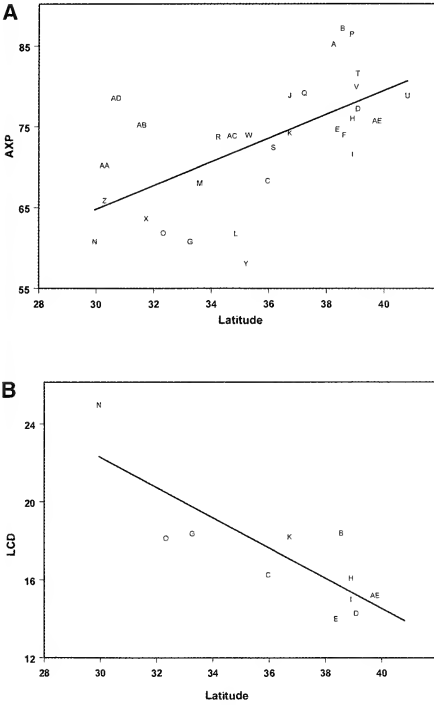 A
B
P
A
85
T
V
AD
J
Q
U
D
H
AE
AB
75
E
F
R
AC
W
K
S
I
AXP
AA
M
C
Z
65
X
O
L
N
G
Y
55
28
30
32
34
36
38
40
Latitude
B
N
24
LCD
20
G
B
O
K
C
H
16
I
AE
D
E
12
28
30
32
34
36
38
40
Latitude